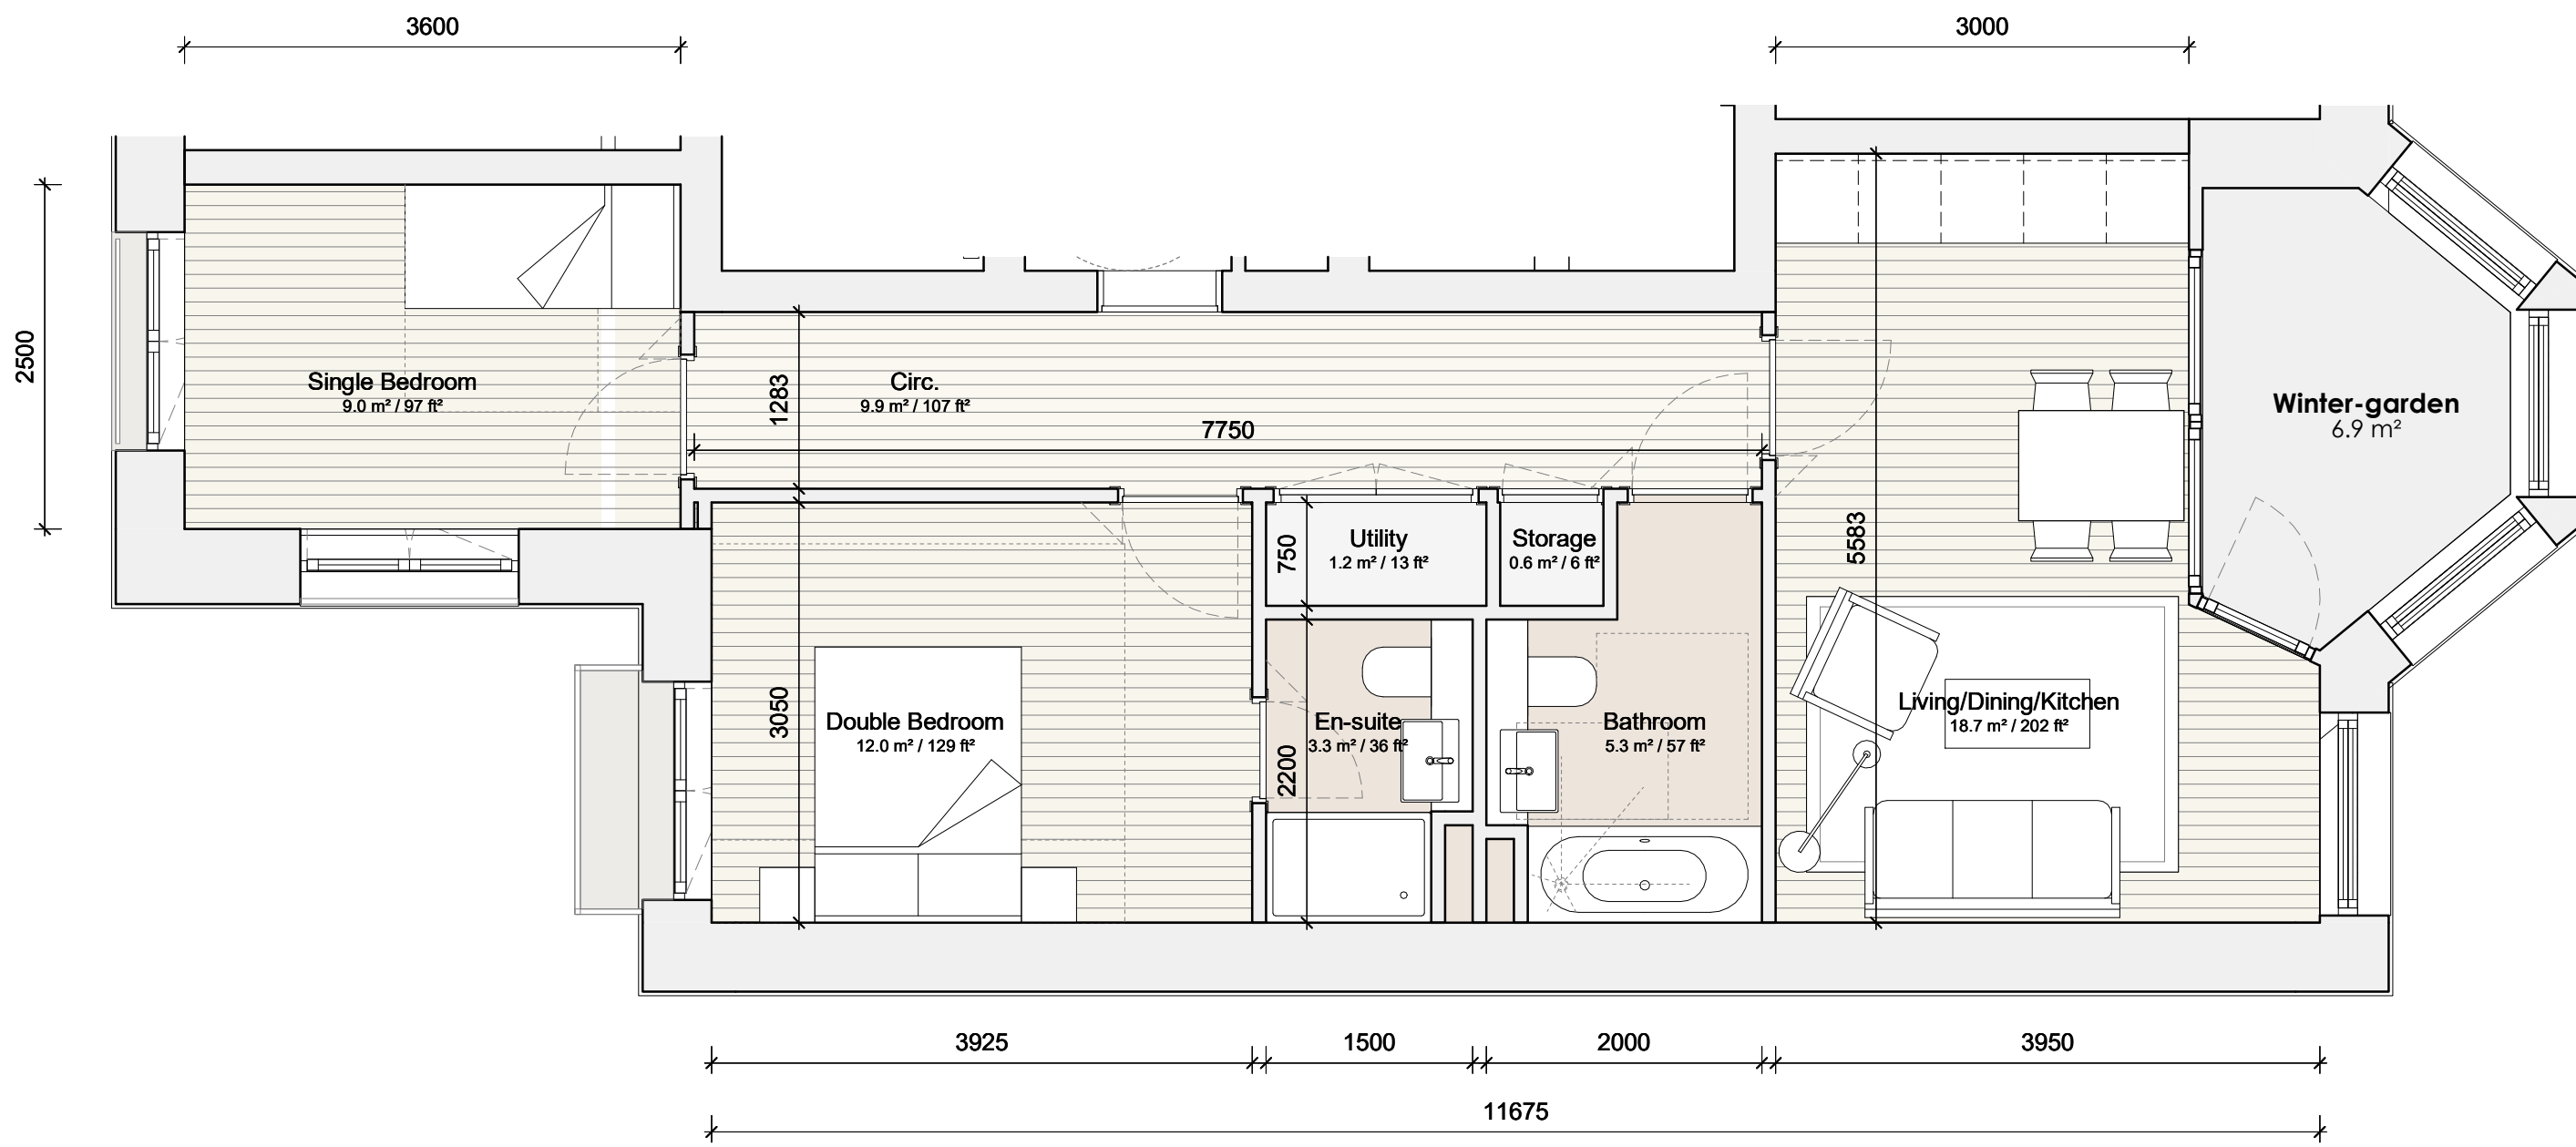 3600
3000
2500
Single Bedroom
9.0 m² / 97 ft²
1283
Circ.
9.9 m² / 107 ft²
7750
Winter-garden
6.9 m²
750
Utility
1.2 m² / 13 ft²
Storage
0.6 m² / 6 ft²
5583
3050
Double Bedroom
12.0 m² / 129 ft²
2200
En-suite
3.3 m² / 36 ft²
Bathroom
5.3 m² / 57 ft²
Living/Dining/Kitchen
18.7 m² / 202 ft²
3925
1500
2000
3950
11675